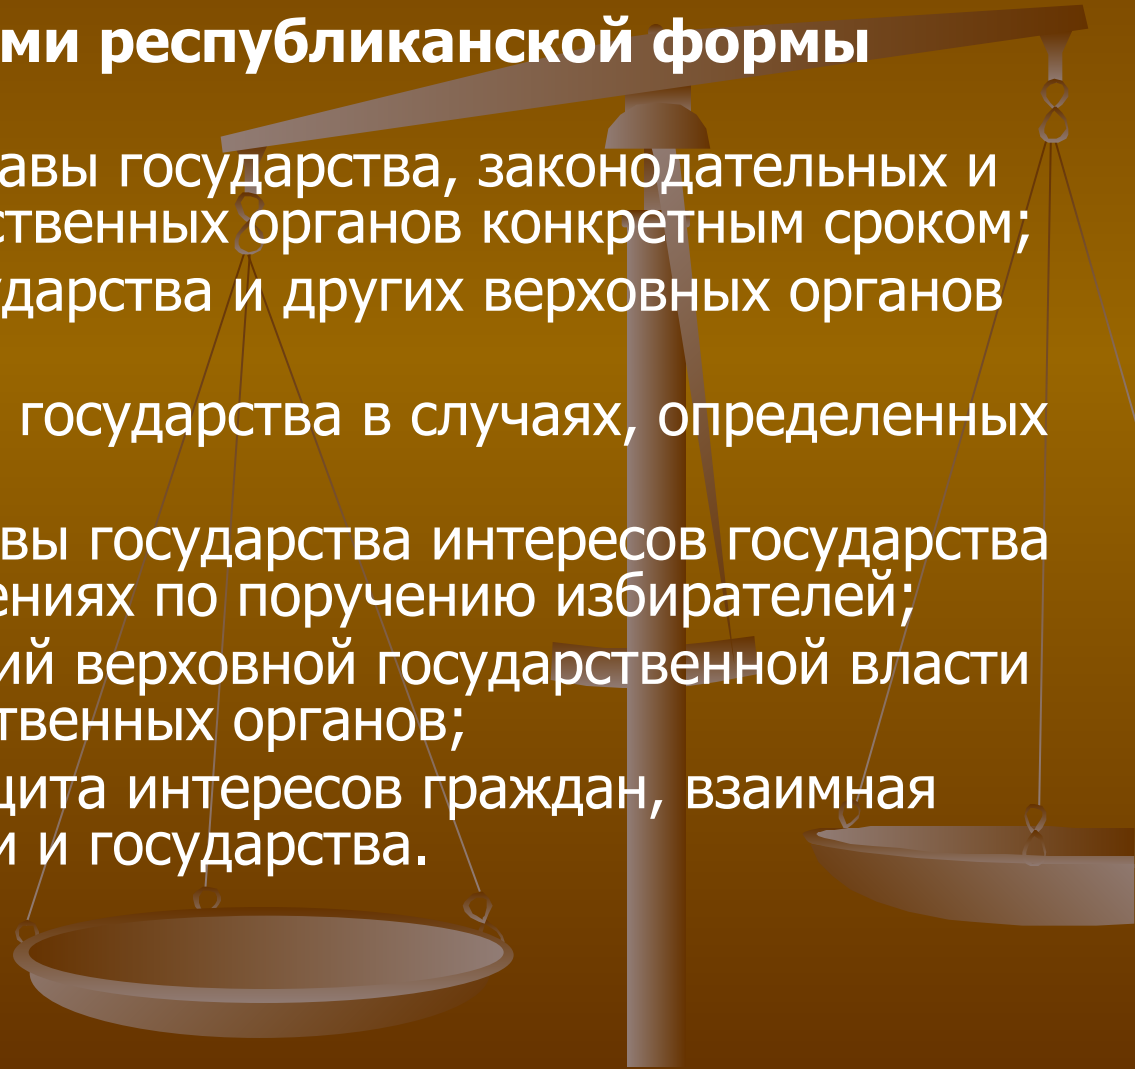 ми республиканской формы
авы государства, законодательных и
ственных органов конкретным сроком;
ударства и других верховных органов
государства в случаях, определенных
вы государства интересов государства
ениях по поручению избирателей;
ий верховной государственной власти
твенных органов;
щита интересов граждан, взаимная
и и государства.